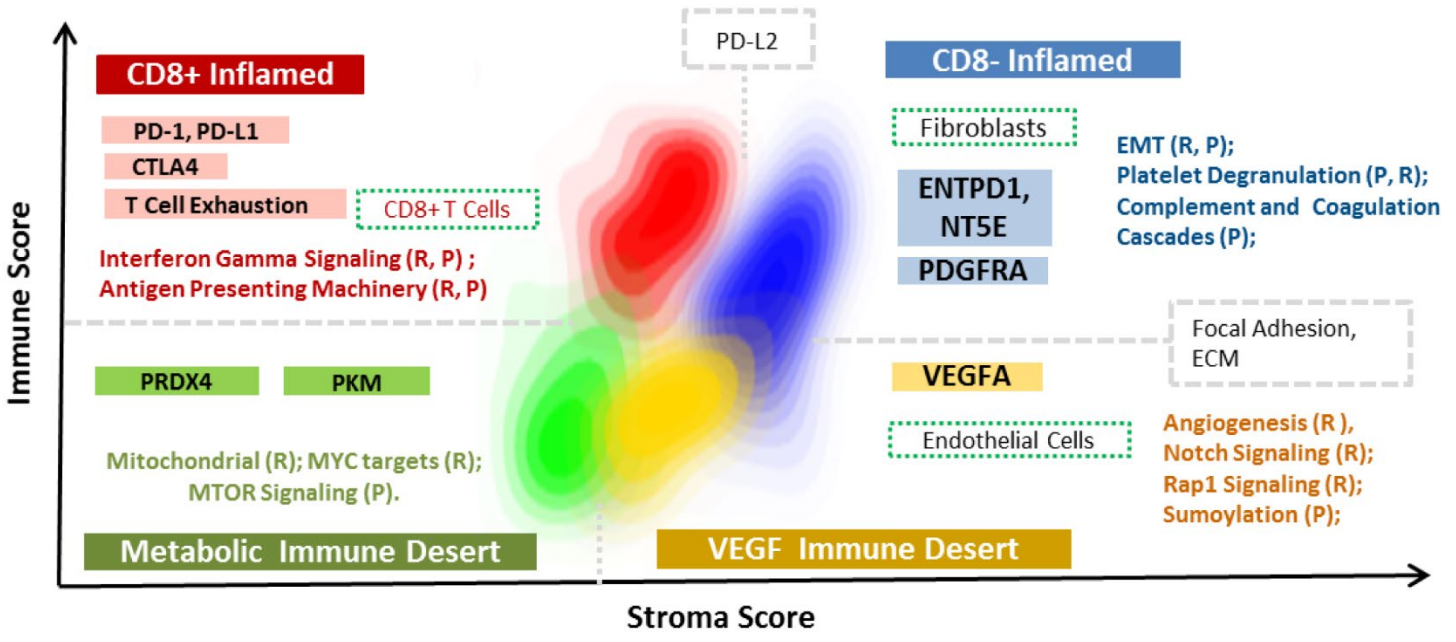 PD-L2
CD8+ Inflamed
PD-1, PD-L1
CTLA4
T Cell Exhaustion
CD8+ T Cells
Interferon Gamma Signaling (R, P) ;
Antigen Presenting Machinery (R, P)
CD8- Inflamed
Fibroblasts
ENTPD1,
NT5E
PDGFRA
EMT (R, P);
Platelet Degranulation (P, R);
Complement and Coagulation
Cascades (P);
Focal Adhesion,
ECM
Immune Score
PRDX4
PKM
Mitochondrial (R); MYC targets (R);
MTOR Signaling (P).
Metabolic Immune Desert
VEGFA
Endothelial Cells
Angiogenesis (R ),
Notch Signaling (R);
Rap1 Signaling (R);
Sumoylation (P);
VEGF Immune Desert
Stroma Score